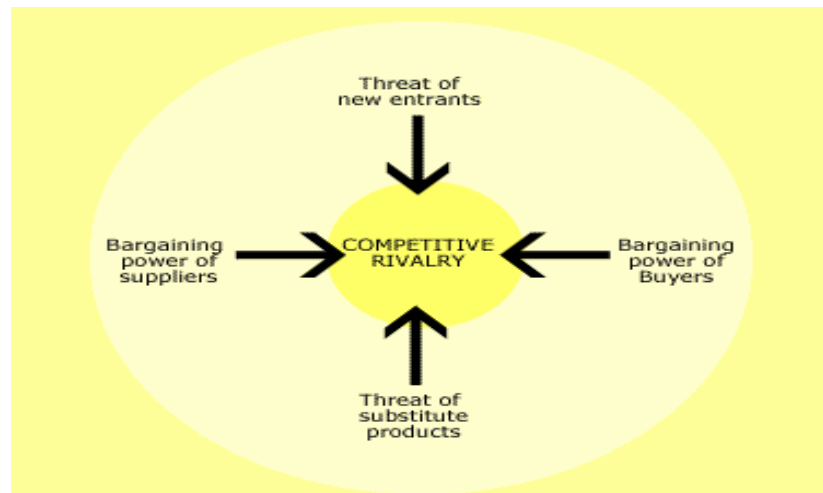 Threat of
new entrants
Bargaining
power of
suppliers
COMPETITIVE
RIVALRY
Bargaining
power of
Buyers
Threat of
substitute
products